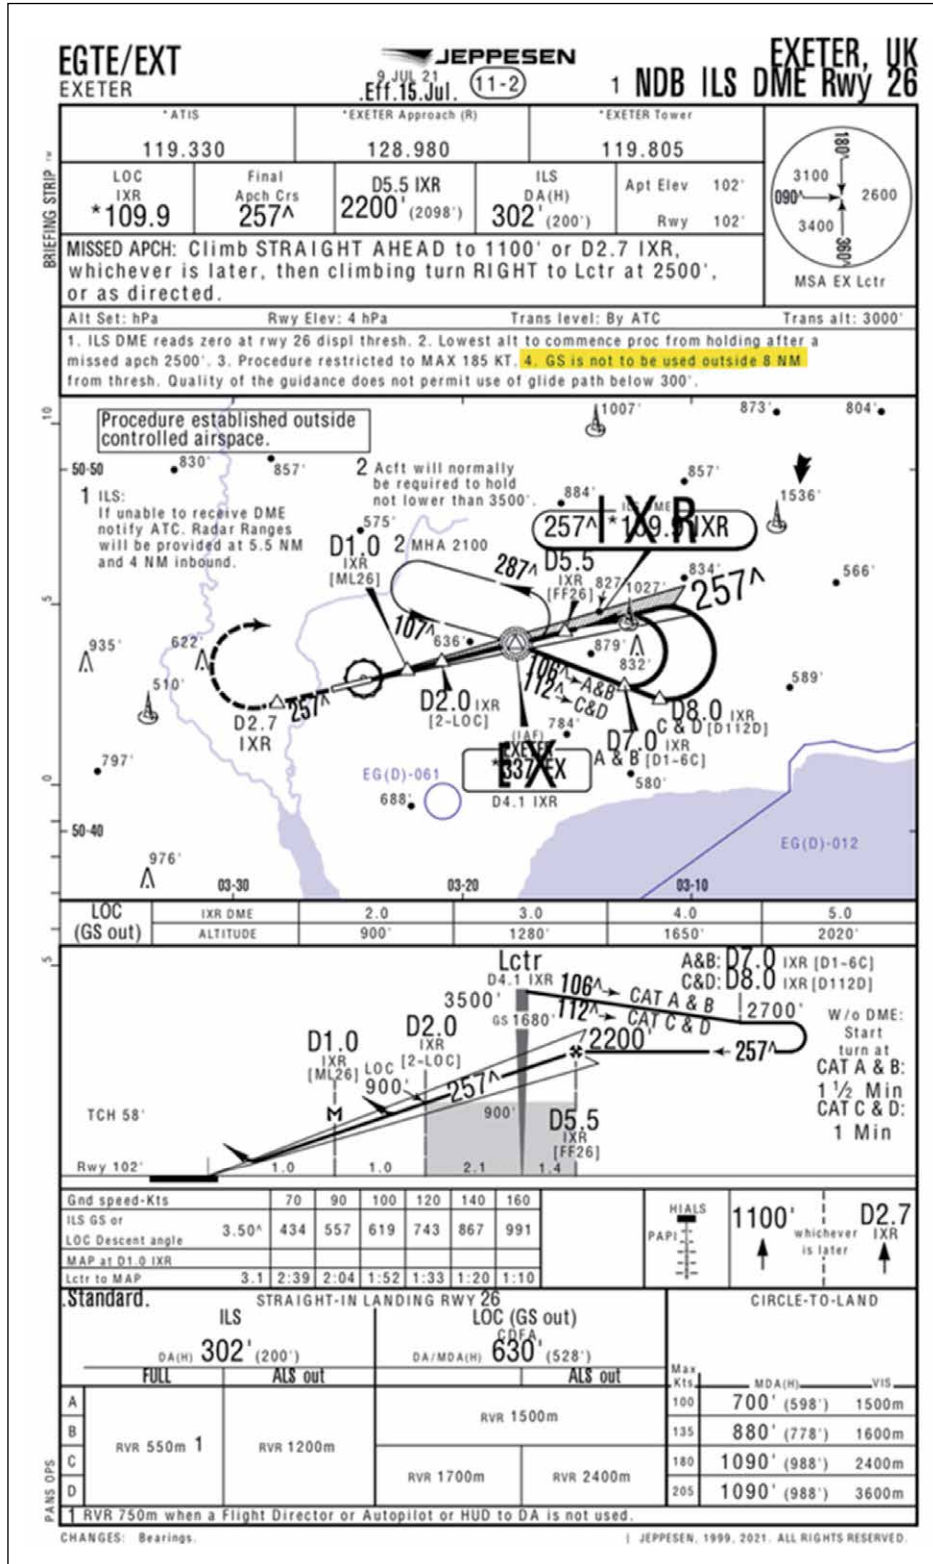 EGTE/EXT
EXETER
JEPPESEN
9 JUL 21
.Eff.15.Jul.
11-2
EXETER, UK
1 NDB ILS DME Rwy 26
BRIEFING STRIP TM
*ATIS
119.330
*EXETER Approach (R)
128.980
*EXETER Tower
119.805
LOC
IXR
*109.9
Final
Apch Crs
257^
D5.5 IXR
2200' (2098')
ILS
DA(H)
302' (200')
Apt Elev 102'
Rwy 102'
180^
3100
090^
2600
3400
360^
MSA EX Lctr
MISSED APCH: Climb STRAIGHT AHEAD to 1100' or D2.7 IXR,
whichever is later, then climbing turn RIGHT to Lctr at 2500',
or as directed.
Alt Set: hPa Rwy Elev: 4 hPa Trans level: By ATC Trans alt: 3000'
1. ILS DME reads zero at rwy 26 displ thresh. 2. Lowest alt to commence proc from holding after a
missed apch 2500'. 3. Procedure restricted to MAX 185 KT. 4. GS is not to be used outside 8 NM
from thresh. Quality of the guidance does not permit use of glide path below 300'.
10
Procedure established outside
controlled airspace.
1007'
873'
804'
50-50
830'
857'
2 Acft will normally
be required to hold
not lower than 3500'.
857'
884'
1536'
1 ILS:
If unable to receive DME
notify ATC. Radar Ranges
will be provided at 5.5 NM
and 4 NM inbound.
575'
ILS DME
257^ *109.9 IXR
I X R
D1.0
IXR
[ML26]
2 MHA 2100
287^
D5.5
IXR
[FF26]
827'
1027'
834'
566'
257^
5
107^
636'
935'
622'
879'
832'
106^ A&B
112^ C&D
589'
510'
D2.7
IXR
257^
D2.0 IXR
[2-LOC]
D8.0 IXR
C & D [D112D]
784'
D7.0 IXR
A & B [D1~6C]
(IAF)
EXETER
*337 EX
EX
D4.1 IXR
797'
580'
0
EG(D)-061
688'
50-40
EG(D)-012
976'
03-30
03-20
03-10
LOC
(GS out)
IXR DME 2.0 3.0 4.0 5.0
ALTITUDE 900' 1280' 1650' 2020'
5
Lctr
D4.1 IXR
A&B: D7.0 IXR [D1~6C]
C&D: D8.0 IXR [D112D]
3500'
106^ CAT A & B
112^ CAT C & D
2700'
GS 1680'
2200'
257^
W/o DME:
Start
turn at
CAT A & B:
1 ½ Min
CAT C & D:
1 Min
D1.0
IXR
[ML26]
D2.0
IXR
[2-LOC]
LOC
900'
257^
M
TCH 58'
900'
D5.5
IXR
[FF26]
Rwy 102'
1.0 1.0 2.1 1.4
Gnd speed-Kts 70 90 100 120 140 160
ILS GS or
LOC Descent angle 3.50^ 434 557 619 743 867 991
MAP at D1.0 IXR
Lctr to MAP 3.1 2:39 2:04 1:52 1:33 1:20 1:10
HIALS
PAPI
1100'
whichever
is later
D2.7
IXR
.Standard.
STRAIGHT-IN LANDING RWY 26
CIRCLE-TO-LAND
ILS
DA(H) 302' (200')
LOC (GS out)
CDFA
DA/MDA(H) 630' (528')
FULL
ALS out
ALS out
Max
Kts
MDA(H)
VIS
A
B
C
D
RVR 550m 1
RVR 1200m
RVR 1500m
RVR 1700m
RVR 2400m
100 700' (598') 1500m
135 880' (778') 1600m
180 1090' (988') 2400m
205 1090' (988') 3600m
PANS OPS
1 RVR 750m when a Flight Director or Autopilot or HUD to DA is not used.
CHANGES: Bearings.
| JEPPESEN, 1999, 2021. ALL RIGHTS RESERVED.